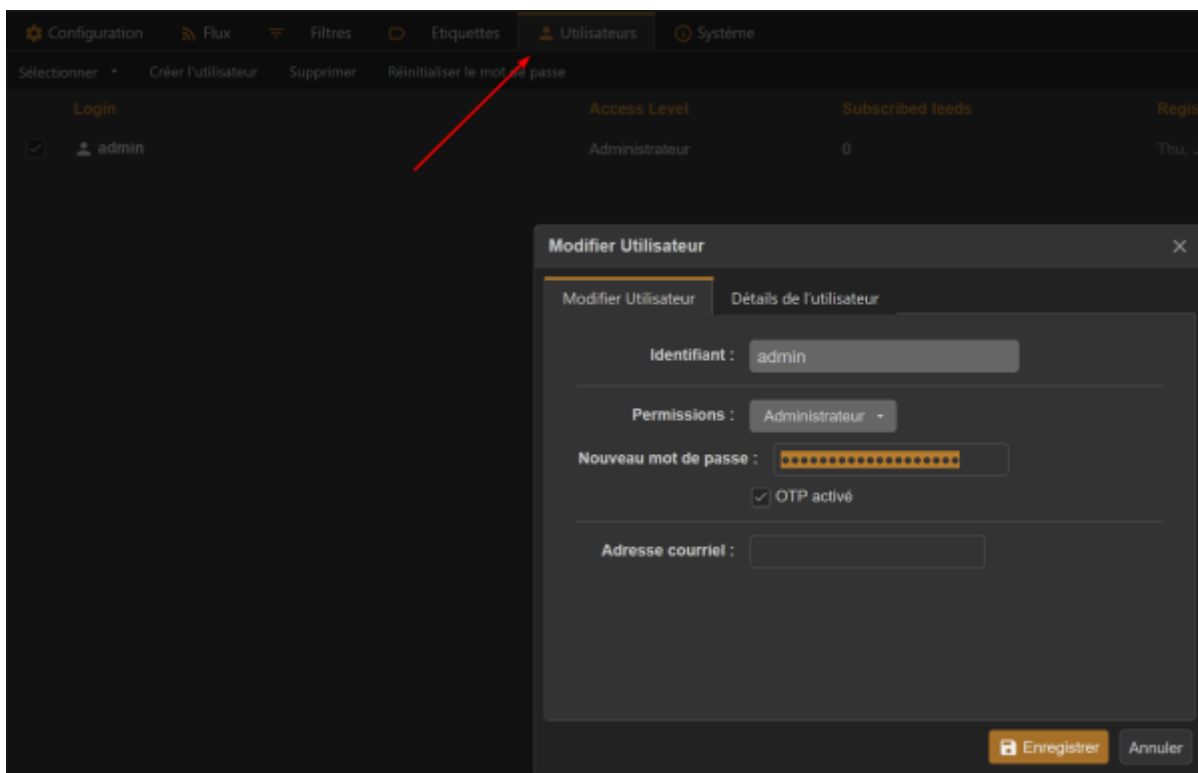 Configuration Flux Filtres Etiquettes Utilisateurs Système
Sélectionner Créer l'utilisateur Supprimer Réinitialiser le mot de passe
Login Access Level Subscribed feeds Regis
admin Administrateur 0 Thu, J
Modifier Utilisateur
Modifier Utilisateur Détails de l'utilisateur
Identifiant : admin
Permissions : Administrateur
Nouveau mot de passe : ●●●●●●●●●●●●●●●●●●●
OTP activé
Adresse courriel :
Enregistrer Annuler